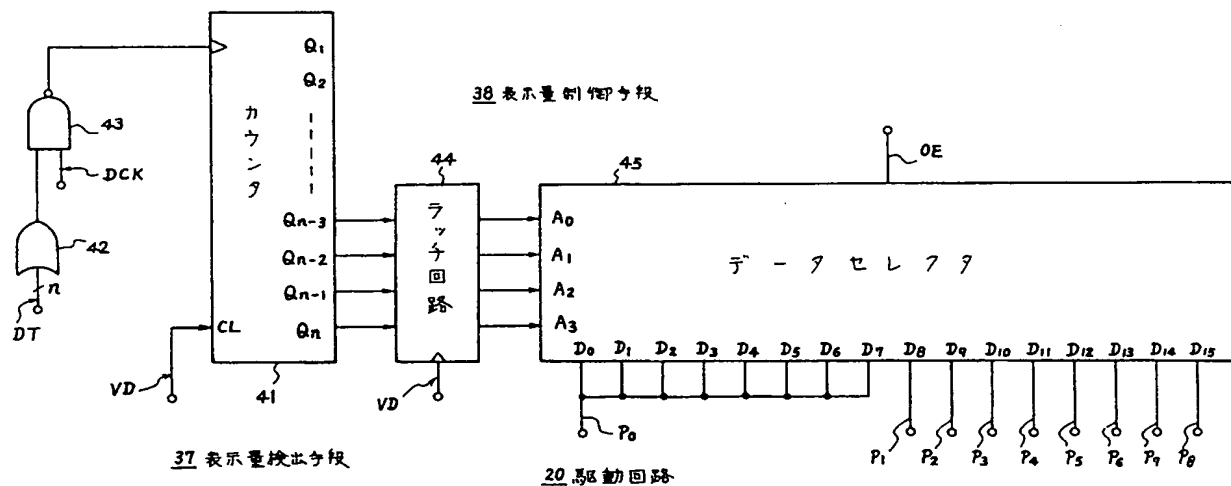 Q1
Q2
38 表示量制御手段
カウンタ
43
DCK
44
45
OE
ラッチ回路
Qn-3
A0
42
Qn-2
A1
データセレクタ
n
Qn-1
A2
DT
Qn
A3
CL
D0 D1 D2 D3 D4 D5 D6 D7 D8 D9 D10 D11 D12 D13 D14 D15
VD
41
VD
P0
P1 P2 P3 P4 P5 P6 P7 P8
37 表示量検出手段
20 駆動回路